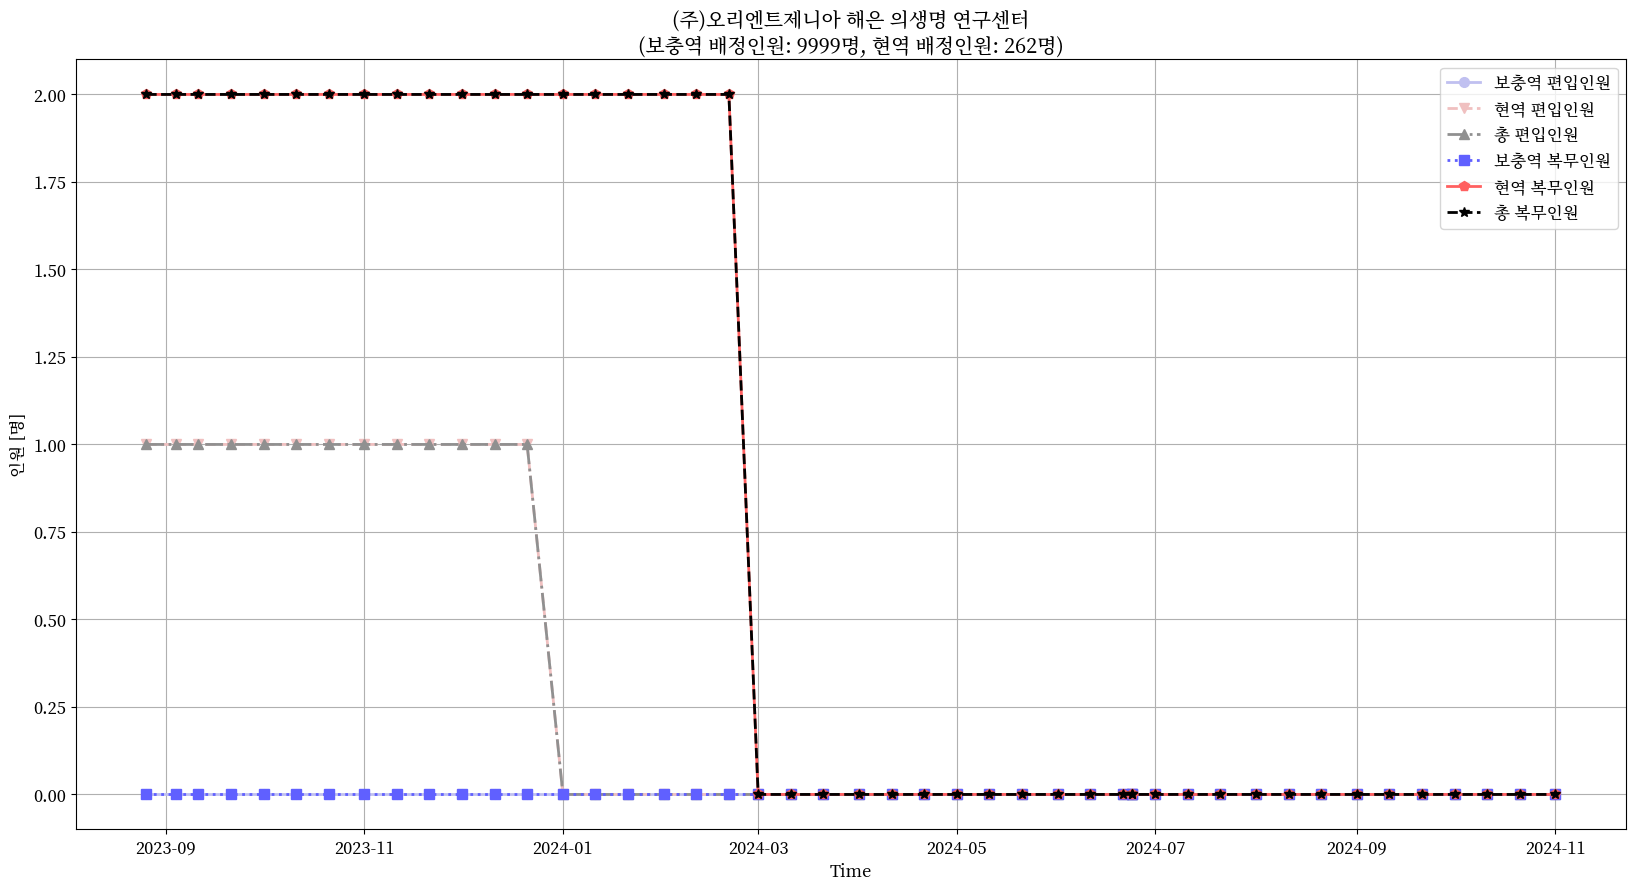 (주)오리엔트제니아 해은 의생명 연구센터
(보충역 배정인원: 9999명, 현역 배정인원: 262명)
보충역 편입인원
현역 편입인원
총 편입인원
보충역 복무인원
현역 복무인원
총 복무인원
인원 [명]
2.00
1.75
1.50
1.25
1.00
0.75
0.50
0.25
0.00
2023-09
2023-11
2024-01
2024-03
2024-05
2024-07
2024-09
2024-11
Time